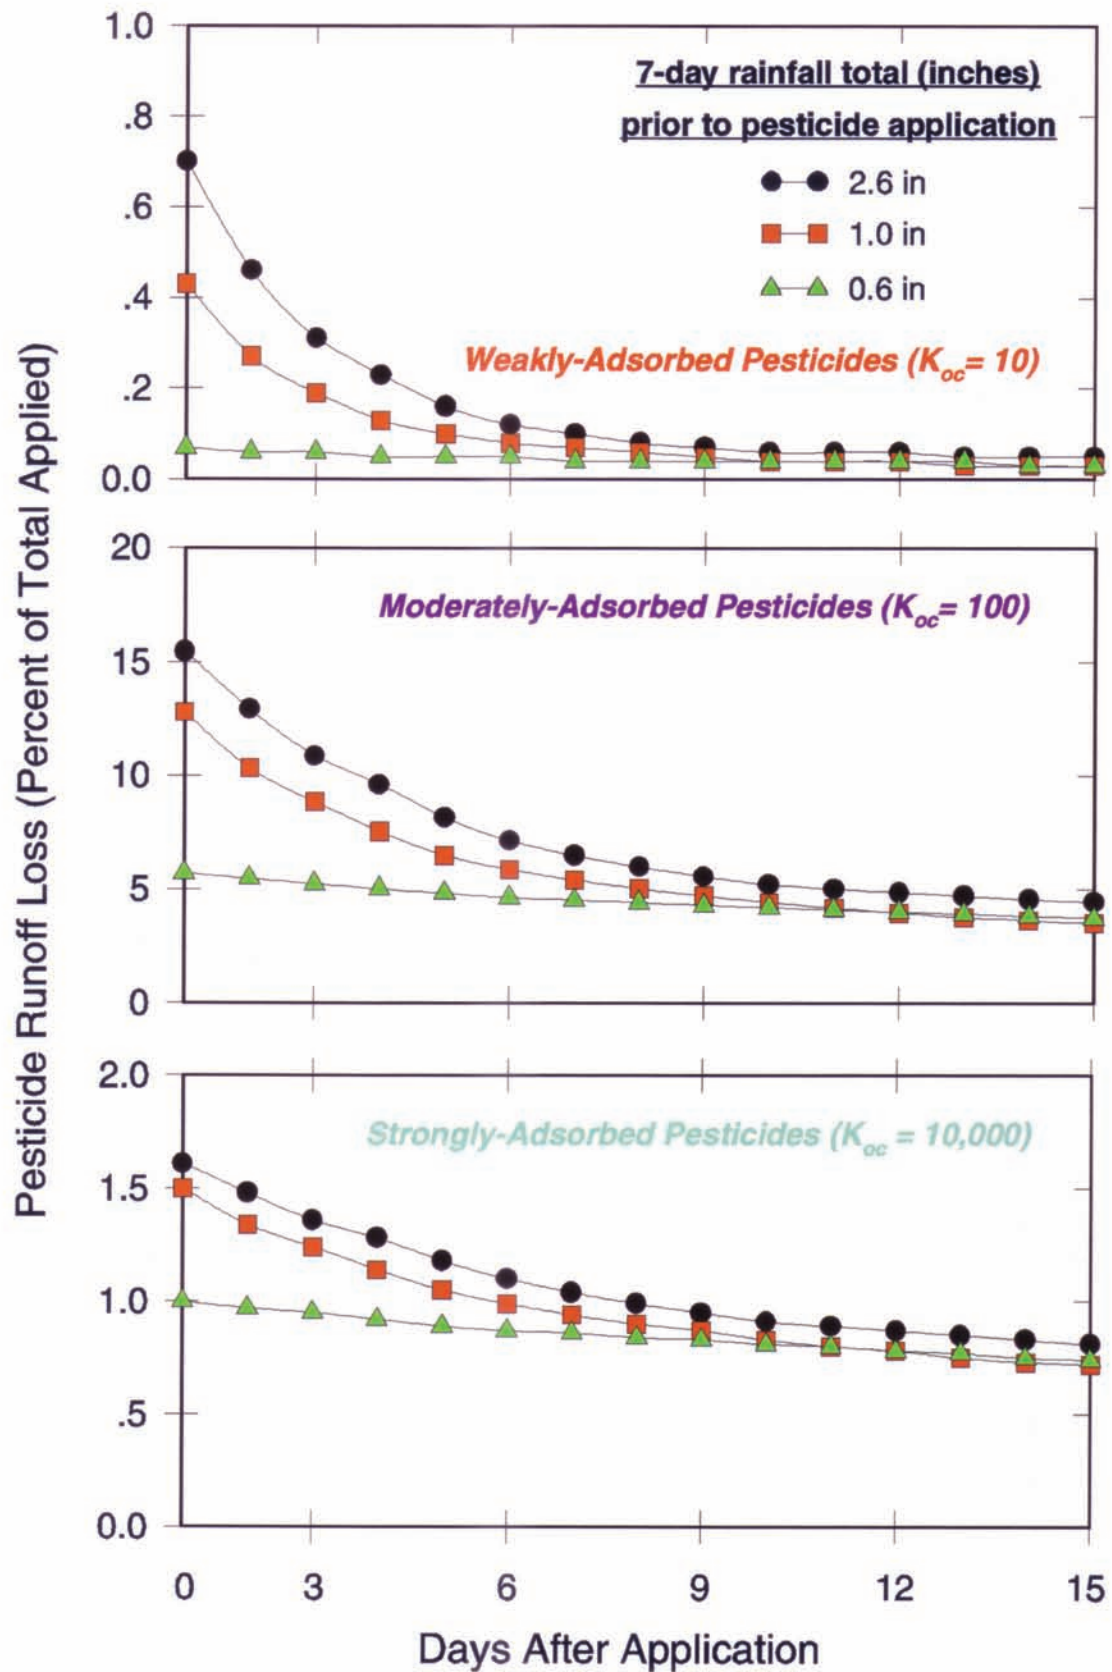 Pesticide Runoff Loss (Percent of Total Applied)
1.0
.8
.6
.4
.2
0.0
7-day rainfall total (inches)
prior to pesticide application
2.6 in
1.0 in
0.6 in
Weakly-Adsorbed Pesticides (Koc= 10)
20
15
10
5
0
Moderately-Adsorbed Pesticides (Koc= 100)
2.0
1.5
1.0
.5
0.0
Strongly-Adsorbed Pesticides (Koc = 10,000)
0 3 6 9 12 15
Days After Application